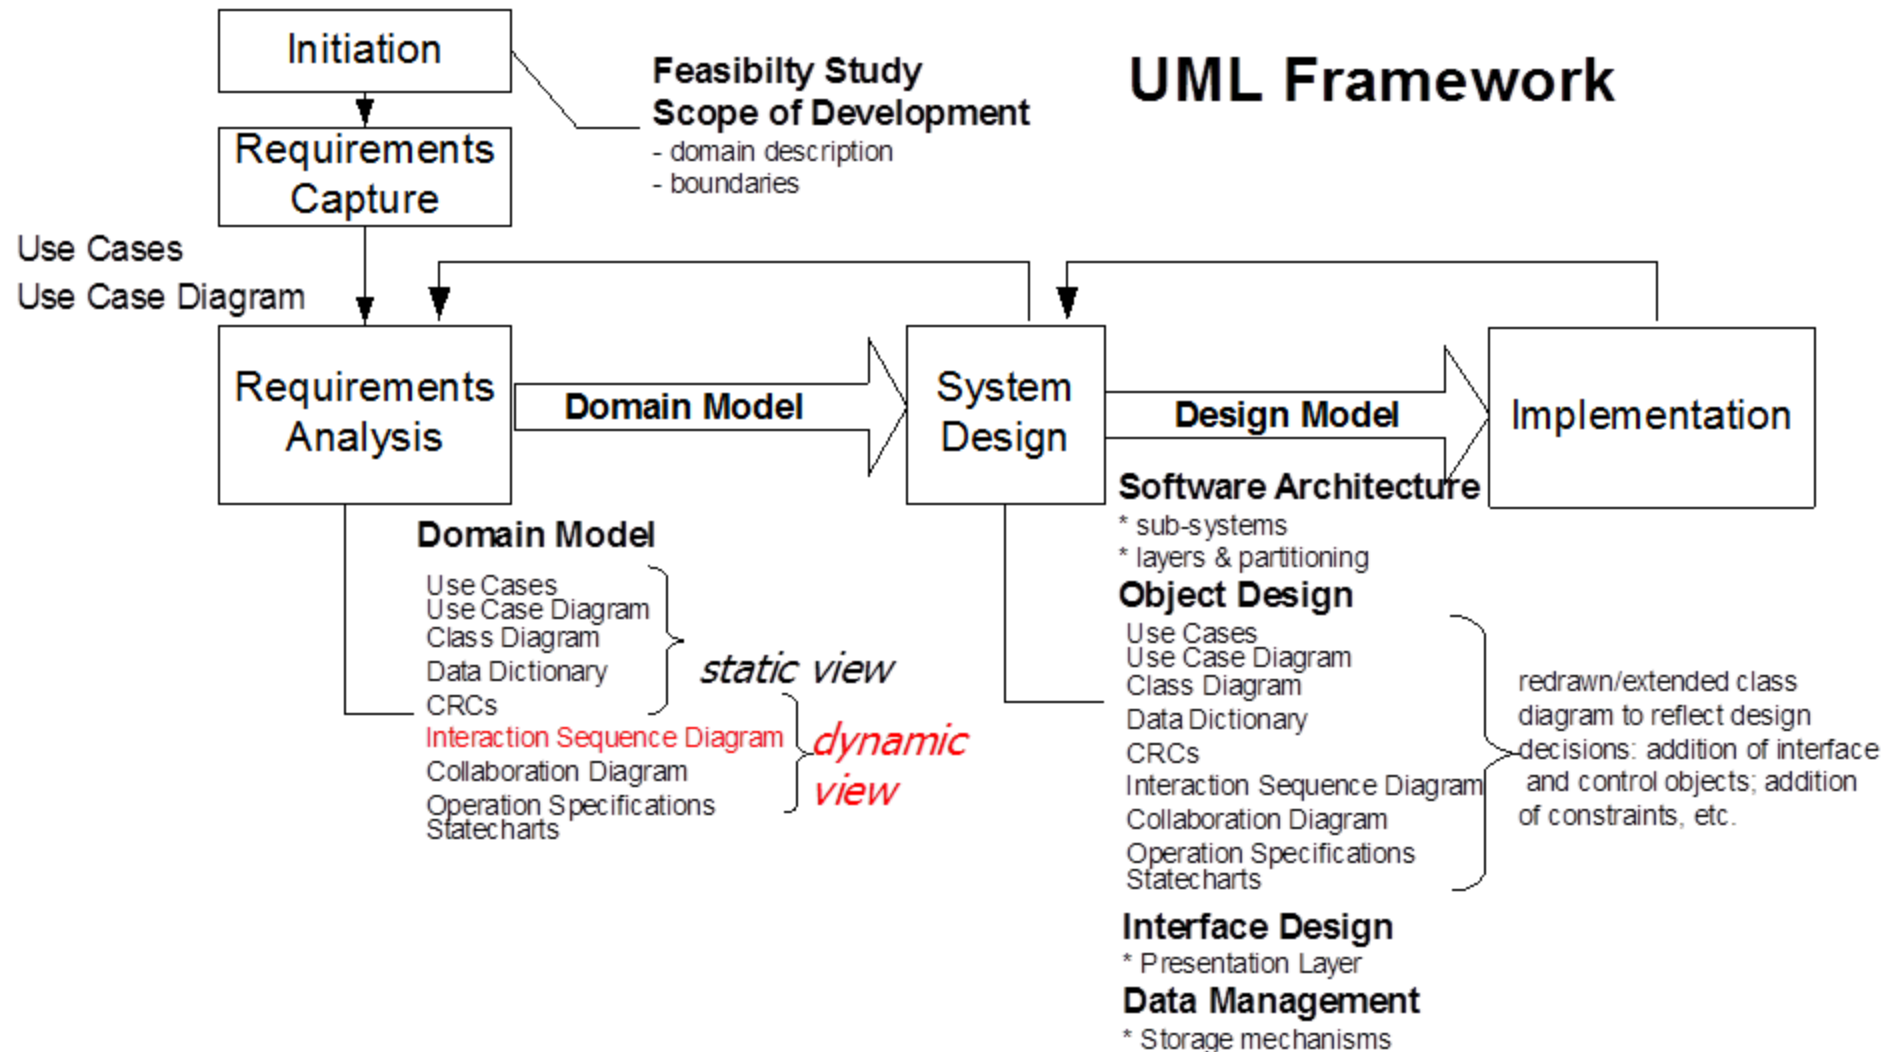 Initiation
Feasibilty Study
Scope of Development
- domain description
- boundaries
UML Framework
Requirements
Capture
Use Cases
Use Case Diagram
Requirements
Analysis
Domain Model
System
Design
Design Model
Implementation
Domain Model
Use Cases
Use Case Diagram
Class Diagram
Data Dictionary
CRCs
Interaction Sequence Diagram
Collaboration Diagram
Operation Specifications
Statecharts
static view
dynamic
view
Software Architecture
* sub-systems
* layers & partitioning
Object Design
Use Cases
Use Case Diagram
Class Diagram
Data Dictionary
CRCs
Interaction Sequence Diagram
Collaboration Diagram
Operation Specifications
Statecharts
redrawn/extended class
diagram to reflect design
decisions: addition of interface
and control objects; addition
of constraints, etc.
Interface Design
* Presentation Layer
Data Management
* Storage mechanisms